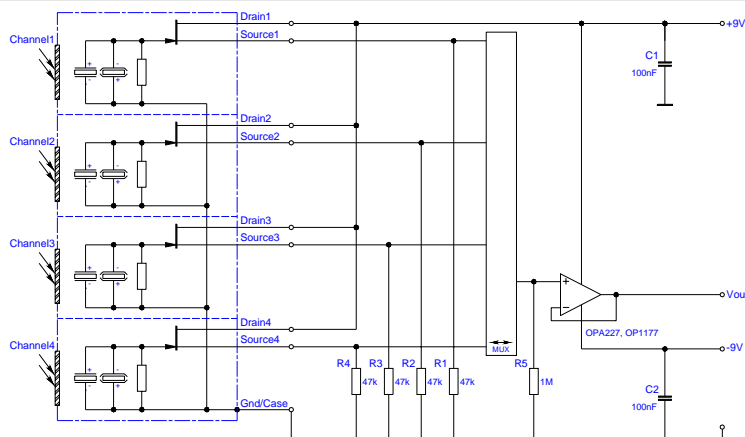 Drain1
+9V
Channel1
Source1
C1
100nF
+
-
-
+
Drain2
Channel2
Source2
+
-
-
+
Drain3
Channel3
Source3
+
-
-
+
+
-
OPA227, OP1177
Vou
Drain4
Channel4
Source4
MUX
-9V
+
-
-
+
R4
R3
R2
R1
R5
47k
47k
47k
47k
1M
C2
100nF
Gnd/Case